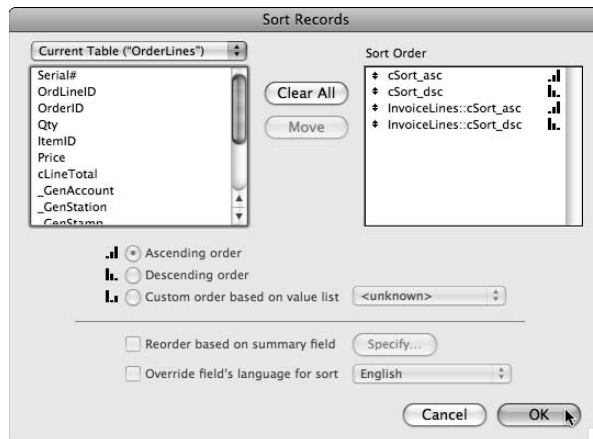 Sort Records
Current Table ("OrderLines")
Serial#
OrdLineID
OrderID
Qty
ItemID
Price
cLineTotal
_GenAccount
_GenStation
_GenStamp
Clear All
Move
Sort Order
cSort_asc
cSort_dsc
InvoiceLines::cSort_asc
InvoiceLines::cSort_dsc
Ascending order
Descending order
Custom order based on value list <unknown>
Reorder based on summary field Specify...
Override field's language for sort English
Cancel OK